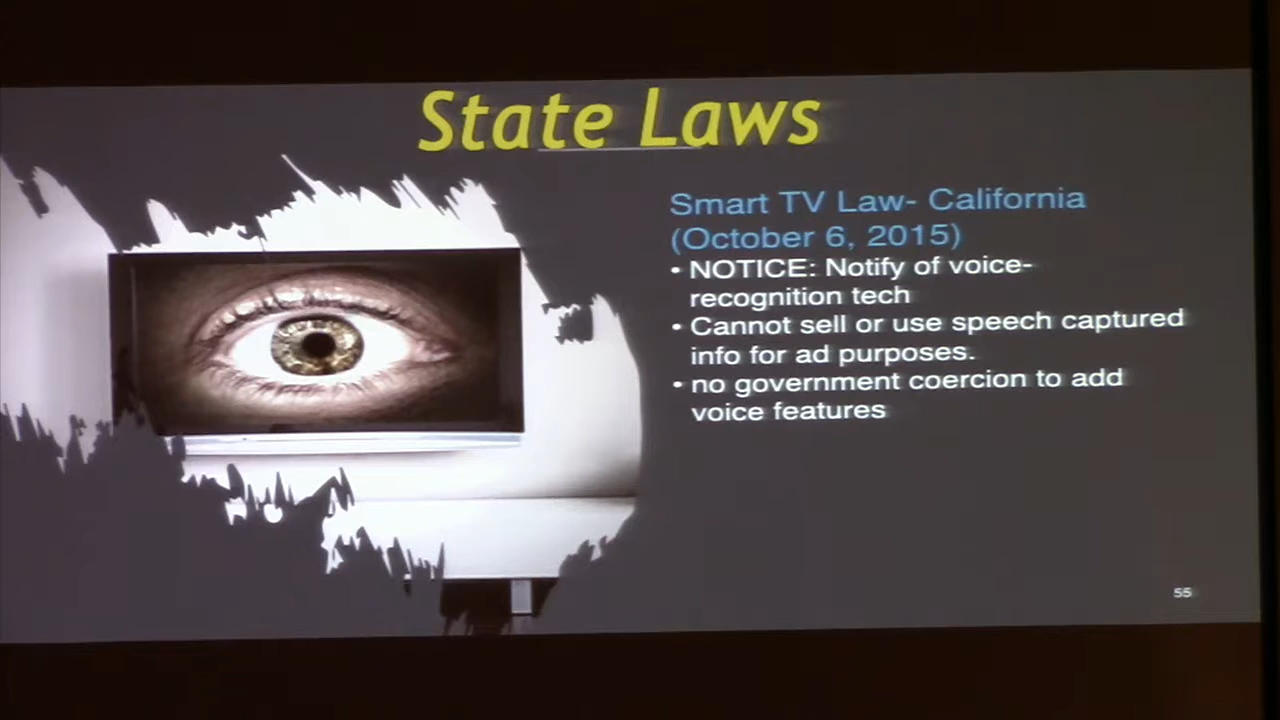 State Laws
Smart TV Law- California
(October 6, 2015)
• NOTICE: Notify of voice-
recognition tech
• Cannot sell or use speech captured
info for ad purposes.
• no government coercion to add
voice features
55